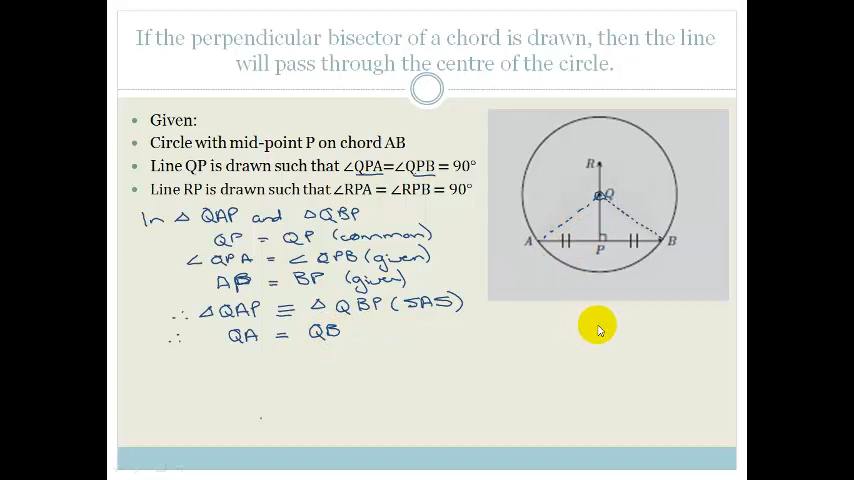 If the perpendicular bisector of a chord is drawn, then the line
will pass through the centre of the circle.
Given:
Circle with mid-point P on chord AB
Line QP is drawn such that ∠QPA=∠QPB = 90°
Line RP is drawn such that ∠RPA = ∠RPB = 90°
In △ QAP and △QBP
QP = QP (common)
∠ QPA = ∠ QPB (given)
AP = BP (given)
∴ △QAP ≡ △ QBP (SAS)
∴ QA = QB
R
Q
A
B
P